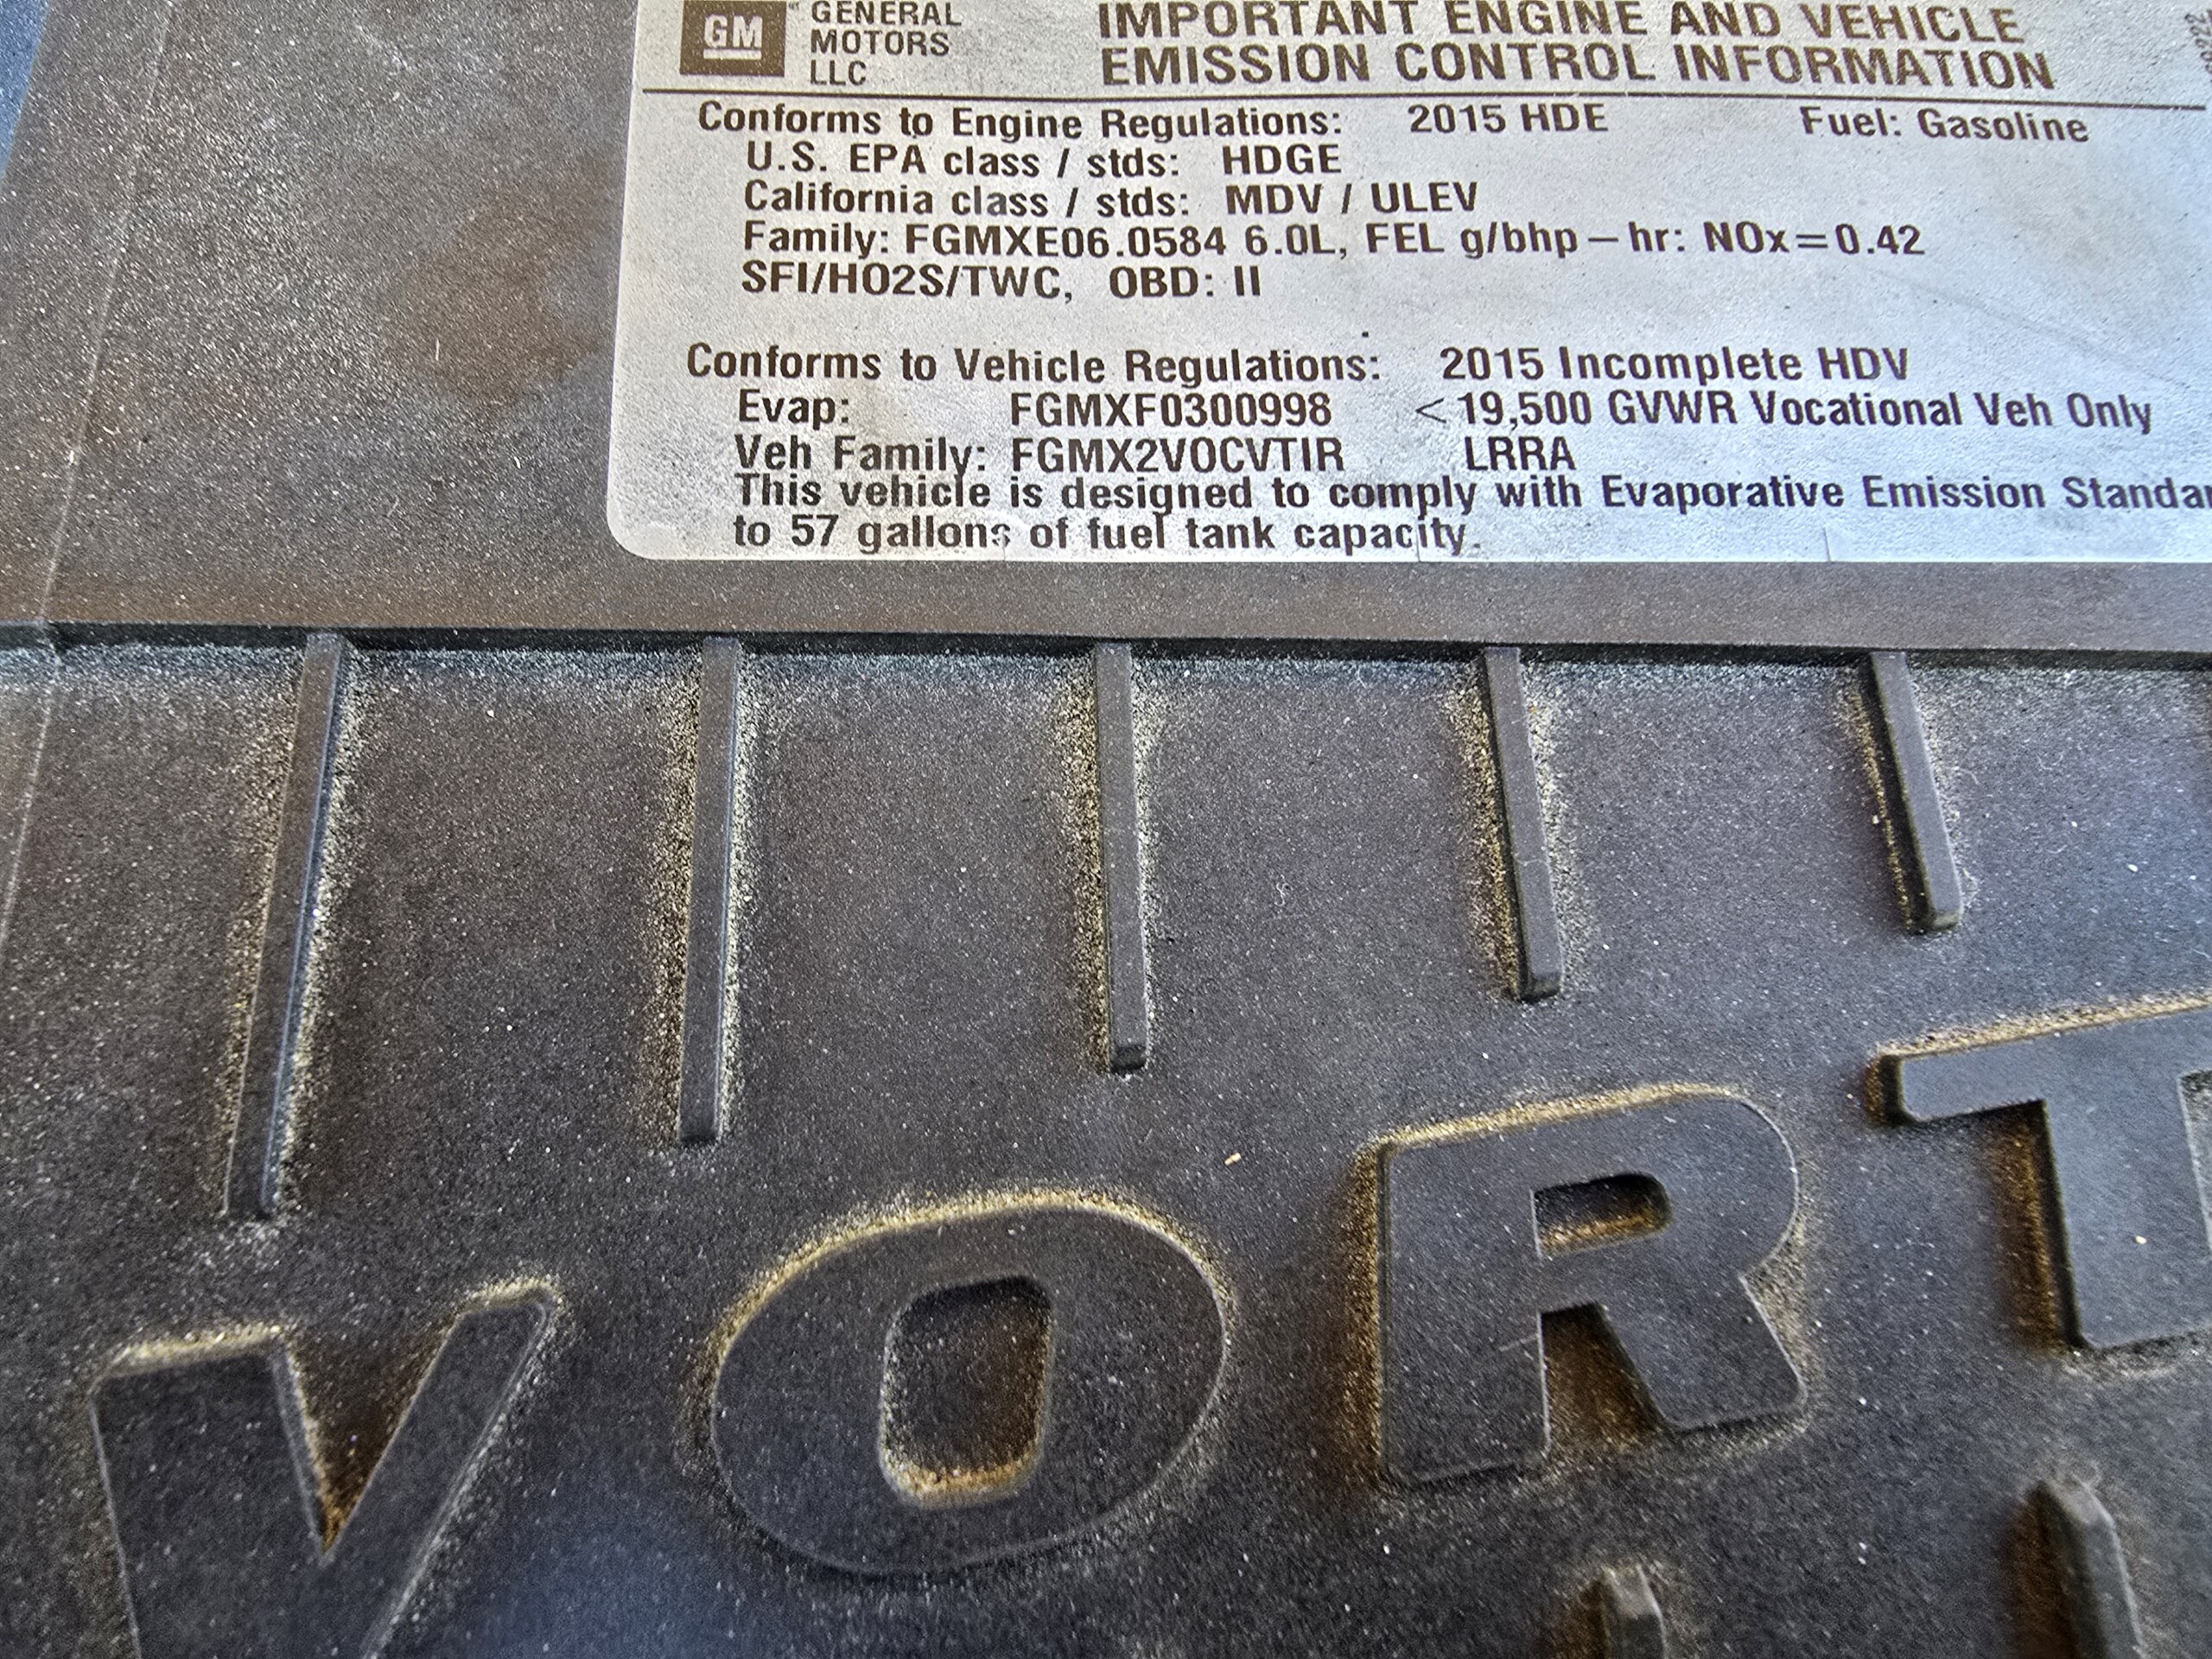 GM GENERAL MOTORS LLC
IMPORTANT ENGINE AND VEHICLE
EMISSION CONTROL INFORMATION
Conforms to Engine Regulations: 2015 HDE Fuel: Gasoline
U.S. EPA class / stds: HDGE
California class / stds: MDV / ULEV
Family: FGMXE06.0584 6.0L, FEL g/bhp – hr: NOx=0.42
SFI/HO2S/TWC, OBD: II
Conforms to Vehicle Regulations: 2015 Incomplete HDV
Evap: FGMXF0300998 < 19,500 GVWR Vocational Veh Only
Veh Family: FGMX2VOCVTIR LRRA
This vehicle is designed to comply with Evaporative Emission Standa
to 57 gallons of fuel tank capacity.
VORT